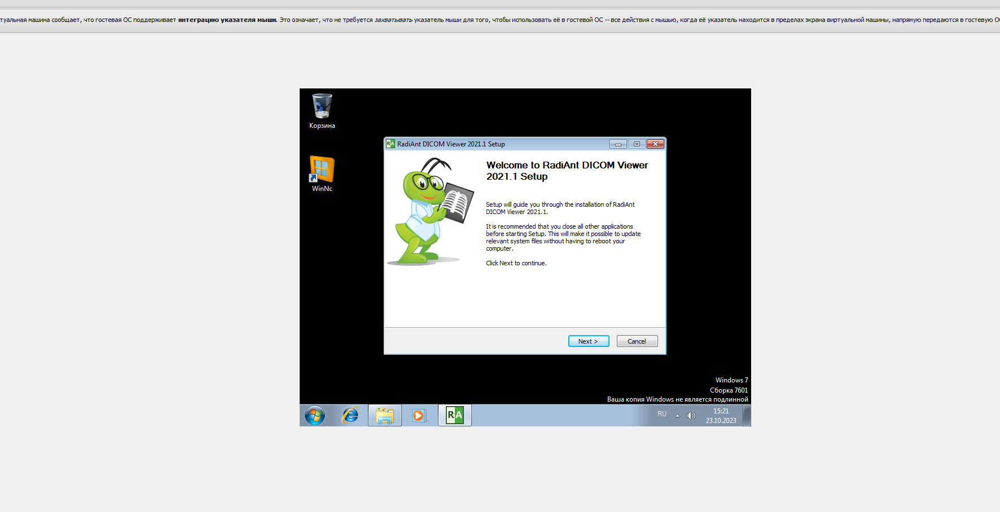 туальная машина сообщает, что гостевая ОС поддерживает интеграцию указателя мыши. Это означает, что не требуется захватывать указатель мыши для того, чтобы использовать её в гостевой ОС -- все действия с мышью, когда её указатель находится в пределах экрана виртуальной машины, напрямую передаются в гостевую ОС
Корзина
WinNc
RA RadiAnt DICOM Viewer 2021.1 Setup
Welcome to RadiAnt DICOM Viewer
2021.1 Setup
Setup will guide you through the installation of RadiAnt
DICOM Viewer 2021.1.
It is recommended that you close all other applications
before starting Setup. This will make it possible to update
relevant system files without having to reboot your
computer.
Click Next to continue.
Next > Cancel
Windows 7
Сборка 7601
Ваша копия Windows не является подлинной
RA
RU
15:21
23.10.2023